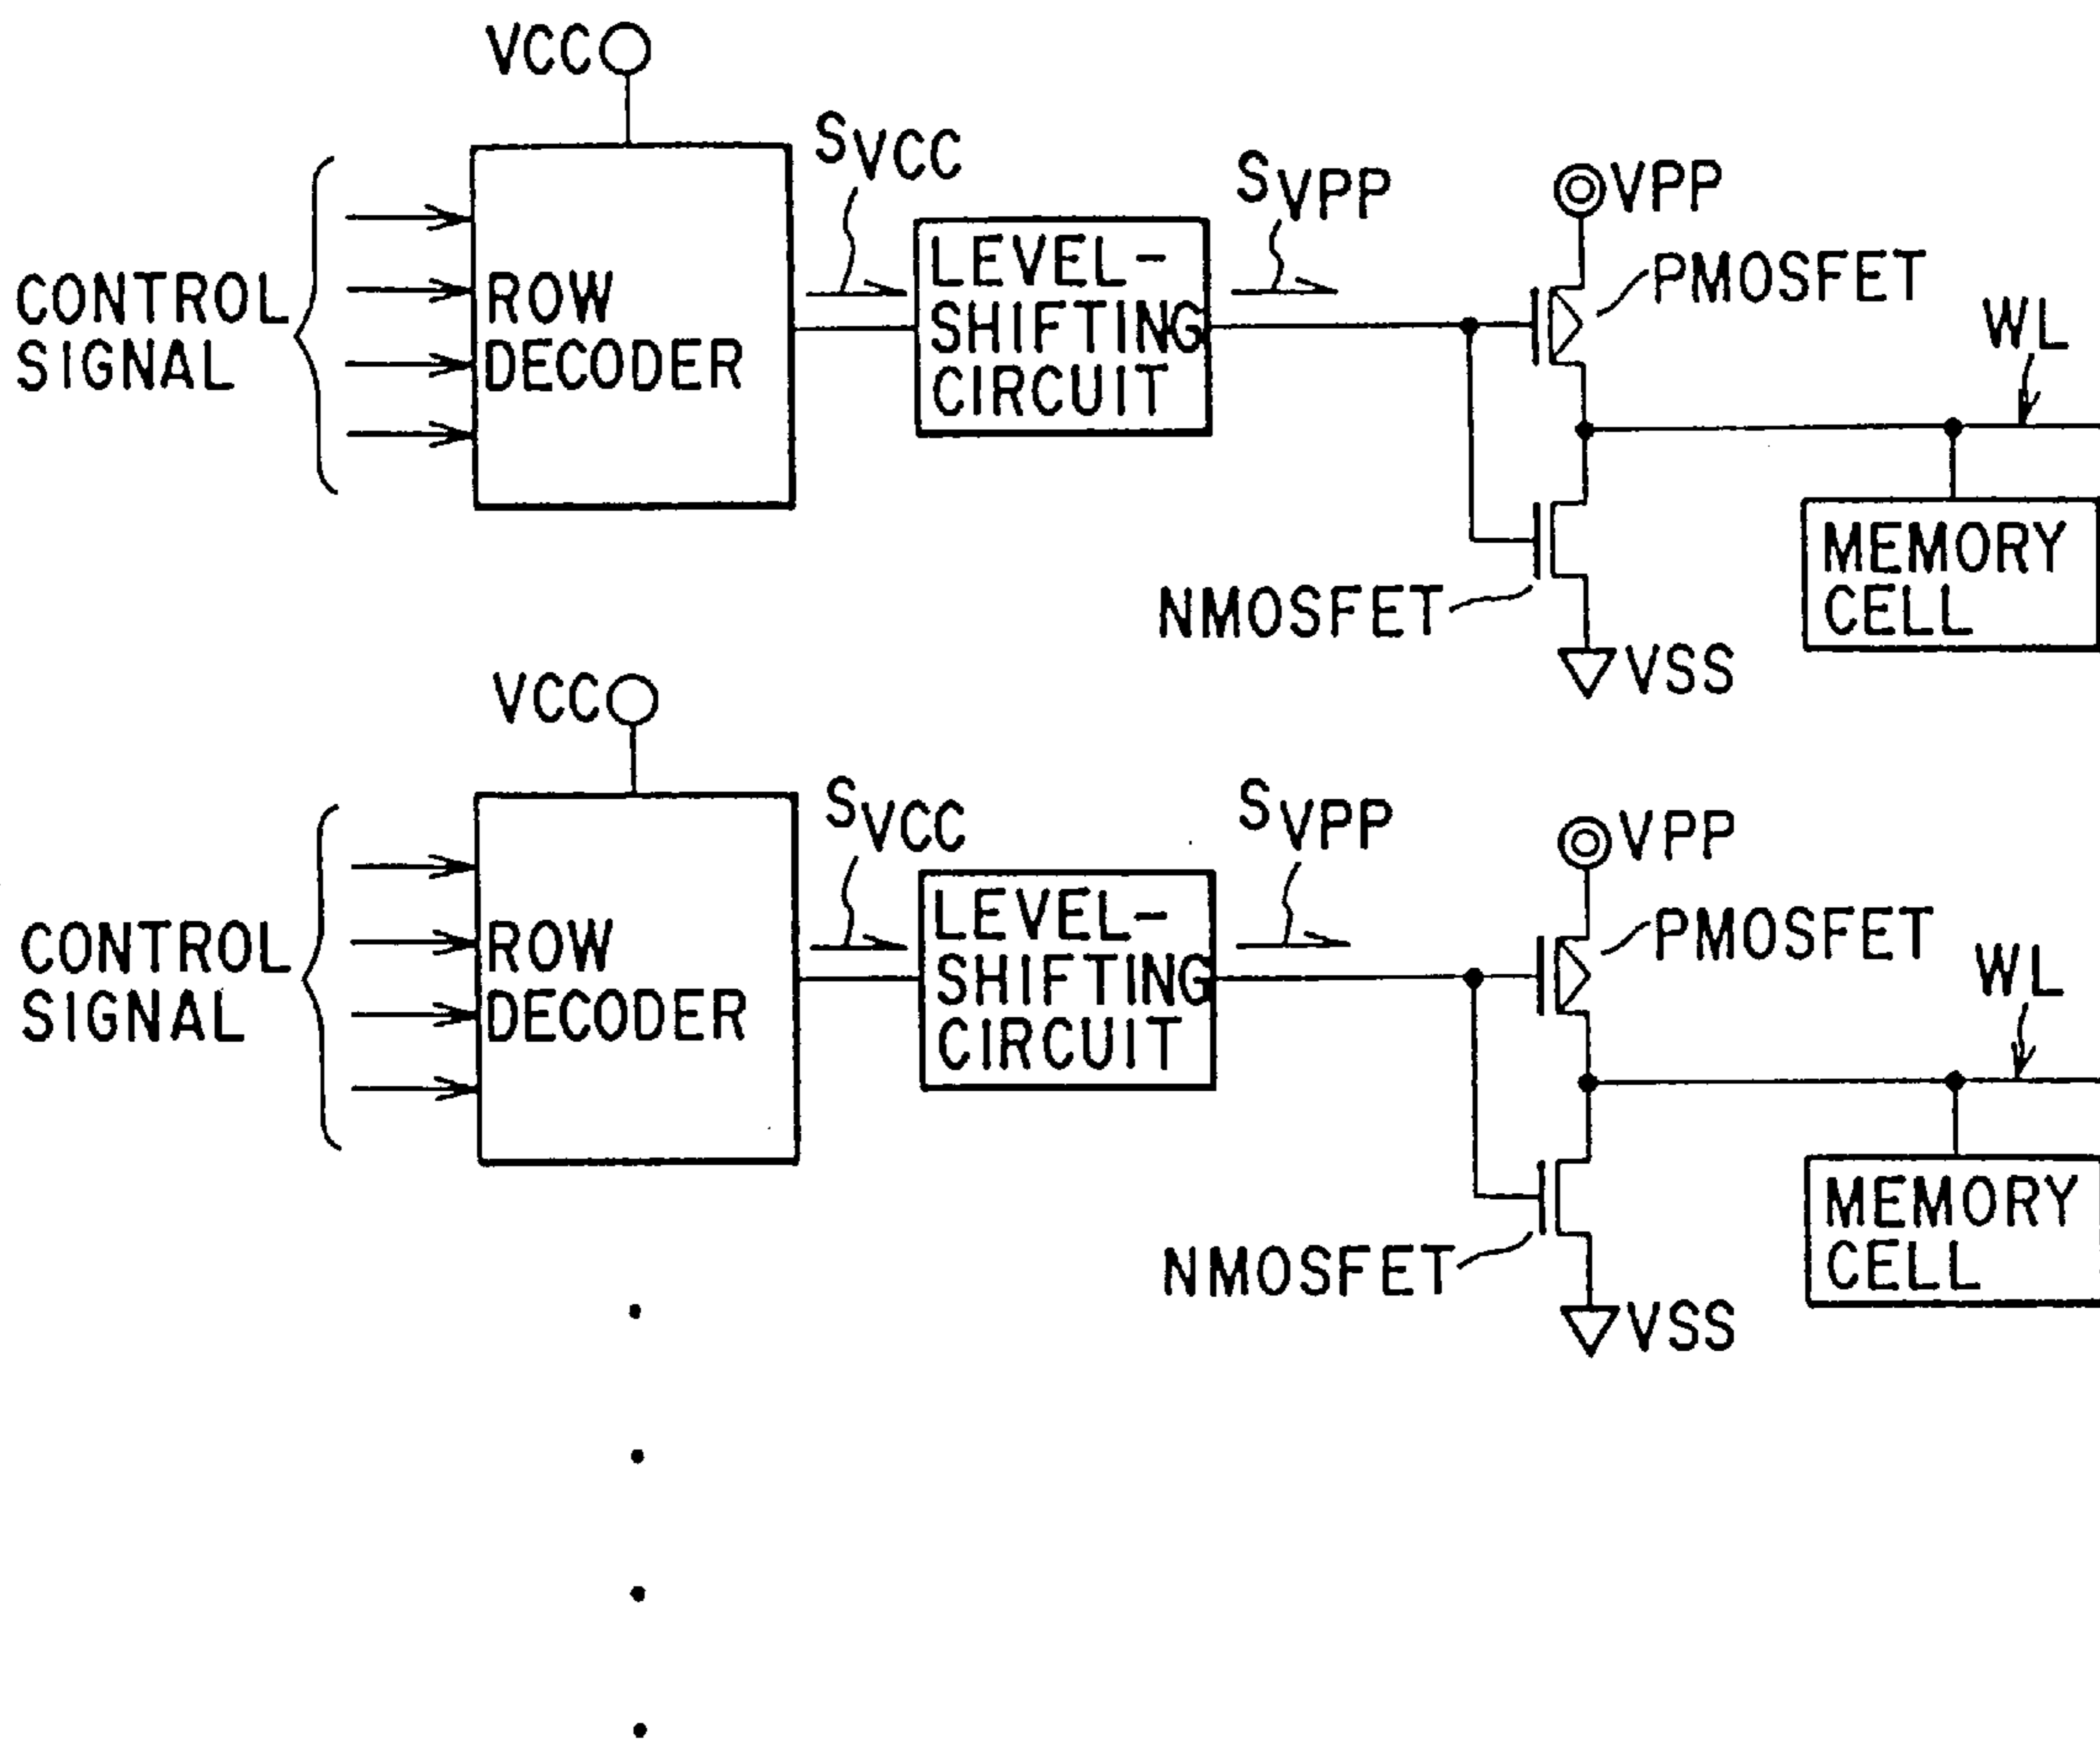 VCC
SVCC
SVPP
VPP
PMOSFET
WL
CONTROL
SIGNAL
ROW
DECODER
LEVEL-
SHIFTING
CIRCUIT
MEMORY
CELL
NMOSFET
VSS
VCC
SVCC
SVPP
VPP
PMOSFET
WL
CONTROL
SIGNAL
ROW
DECODER
LEVEL-
SHIFTING
CIRCUIT
MEMORY
CELL
NMOSFET
VSS